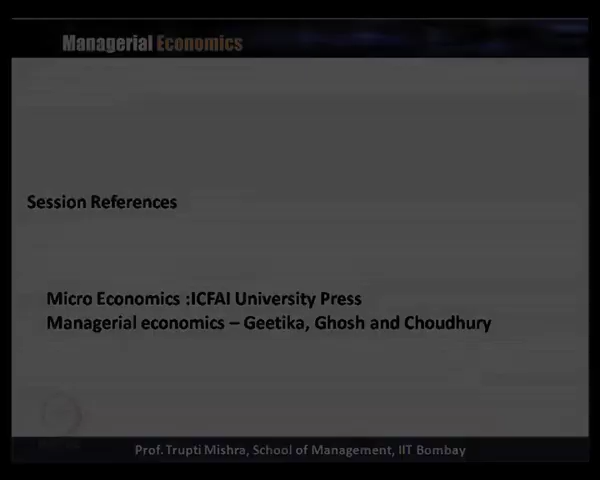 Managerial Economics
Session References
Micro Economics :ICFAI University Press
Managerial economics – Geetika, Ghosh and Choudhury
Prof. Trupti Mishra, School of Management, IIT Bombay